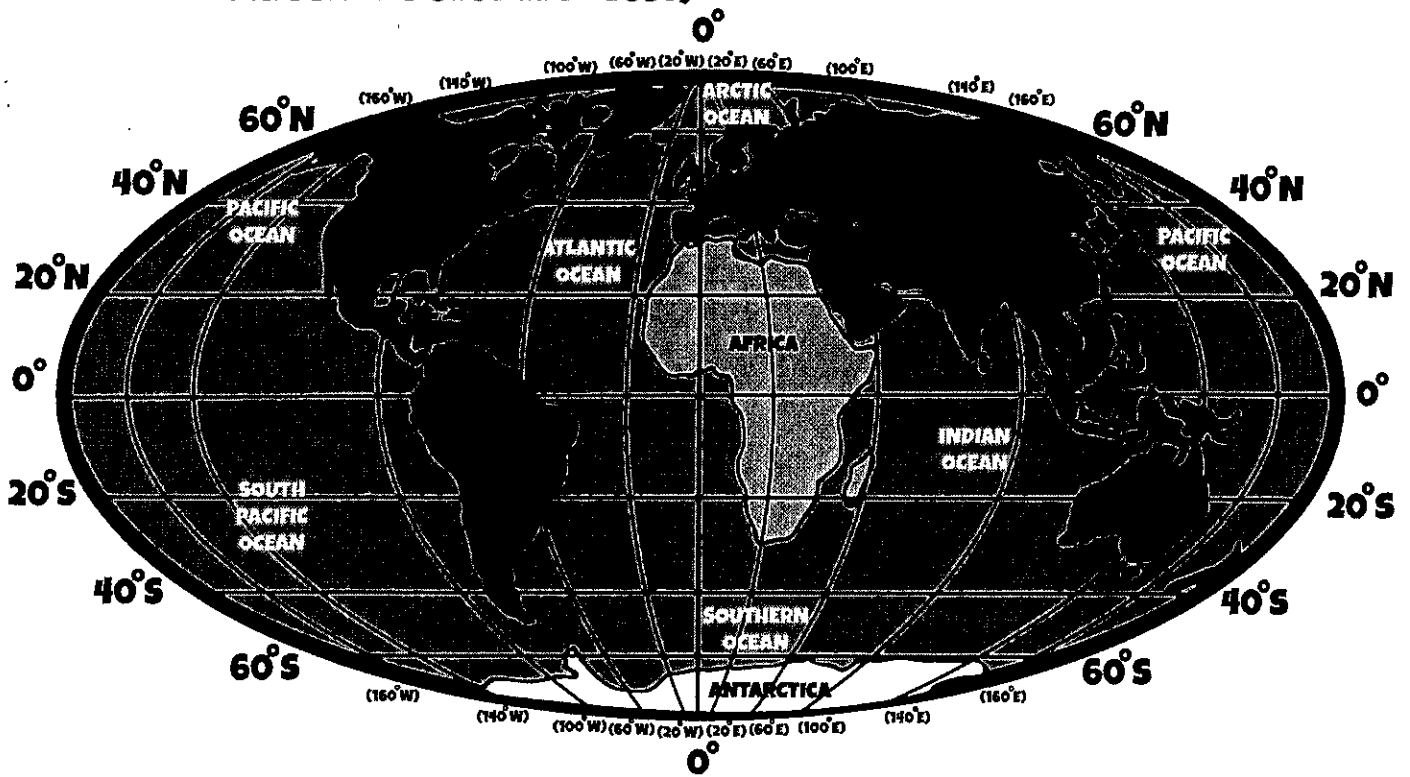 0°
(160°W) (140°W) (100°W) (60°W) (20°W) (20°E) (60°E) (100°E) (140°E) (160°E)
ARCTIC
OCEAN
60°N 60°N
40°N 40°N
PACIFIC
OCEAN
ATLANTIC
OCEAN
PACIFIC
OCEAN
20°N 20°N
AFRICA
0° 0°
INDIAN
OCEAN
20°S 20°S
SOUTH
PACIFIC
OCEAN
40°S 40°S
SOUTHERN
OCEAN
60°S 60°S
ANTARCTICA
(160°W) (140°W) (100°W) (60°W) (20°W) (20°E) (60°E) (100°E) (140°E) (160°E)
0°